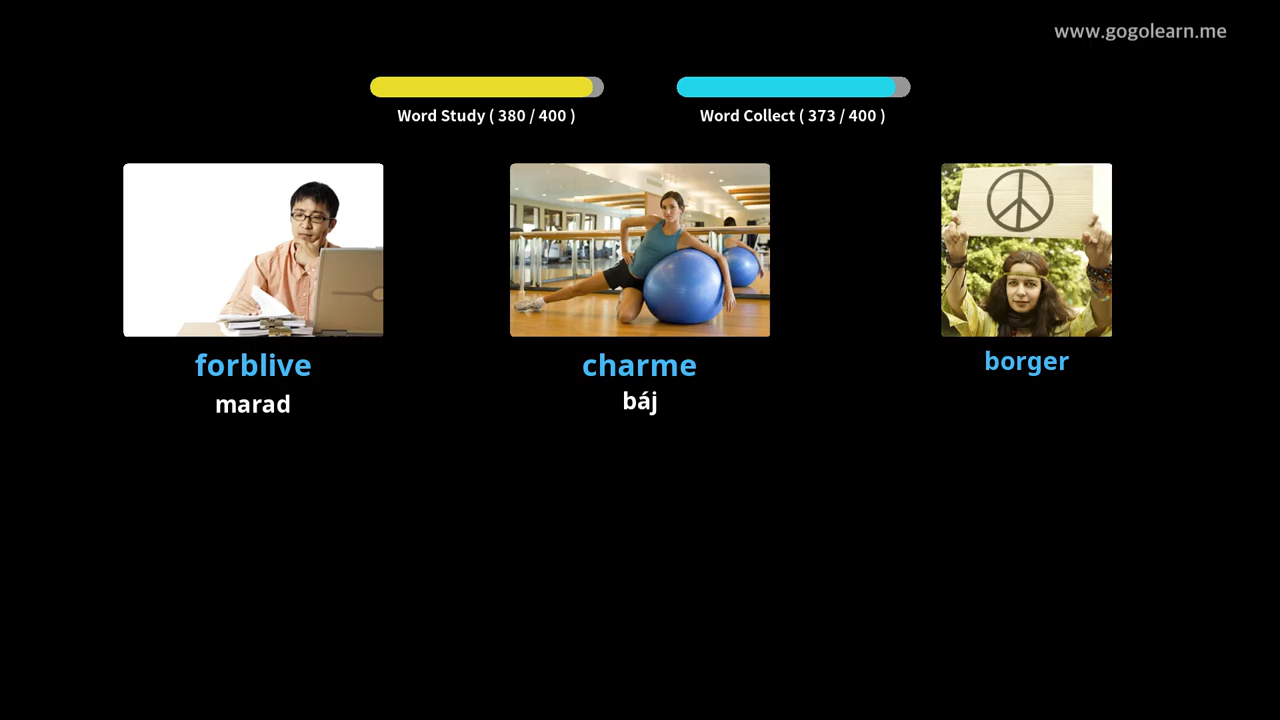 www.gogolearn.me
Word Study ( 380 / 400 )
Word Collect ( 373 / 400 )
forblive
marad
charme
báj
borger